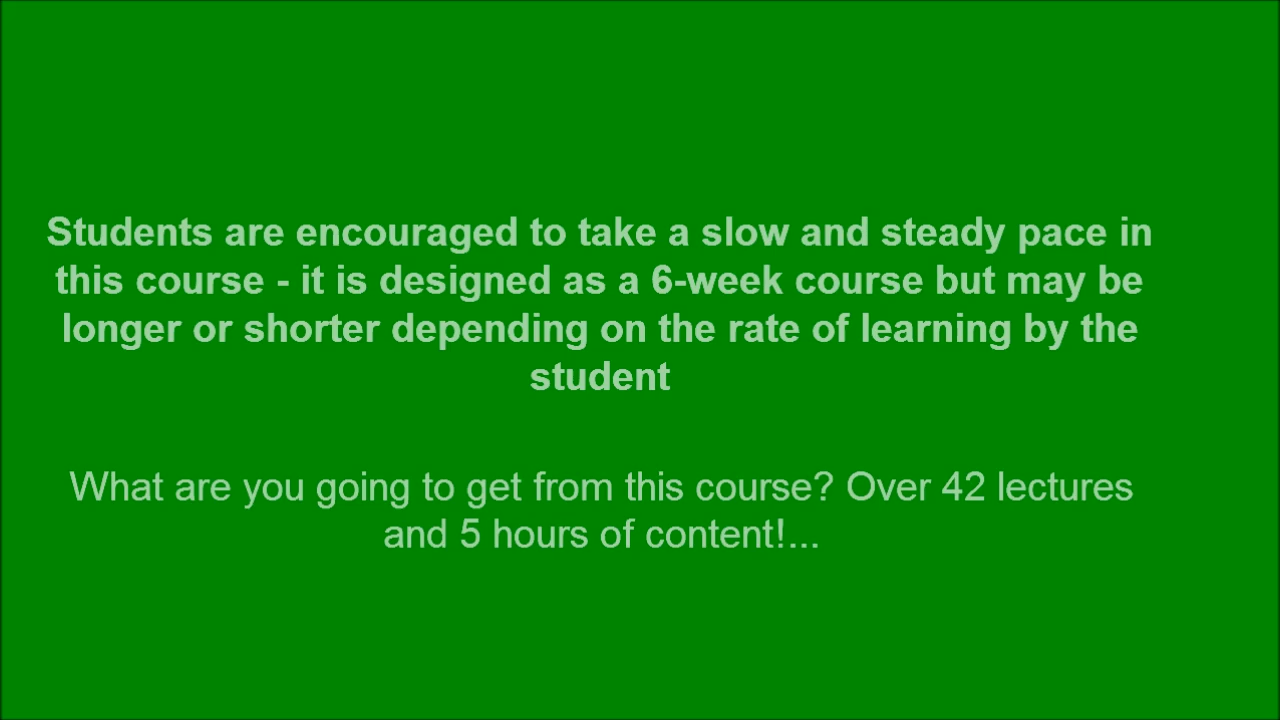 Students are encouraged to take a slow and steady pace in
this course - it is designed as a 6-week course but may be
longer or shorter depending on the rate of learning by the
student
What are you going to get from this course? Over 42 lectures
and 5 hours of content!...